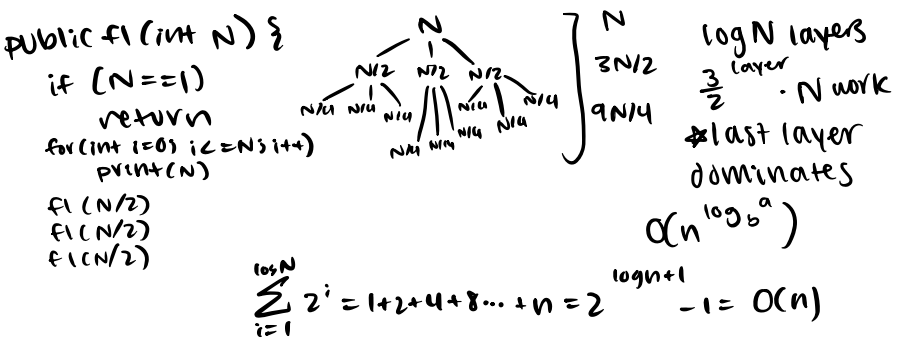 public f1(int N) {
if (N==1)
return
for(int i=0; i<=N; i++)
print(N)
f1(N/2)
f1(N/2)
f1(N/2)
N
N/2 N/2 N/2
N/4 N/4 N/4 N/4 N/4 N/4 N/4 N/4 N/4
N
3N/2
9N/4
log N layers
3/2^layer · N work
*last layer
dominates
O(n^log_b^a)
∑_{i=1}^{log N} 2^i = 1+2+4+8... + n = 2^{logn+1} - 1 = O(n)